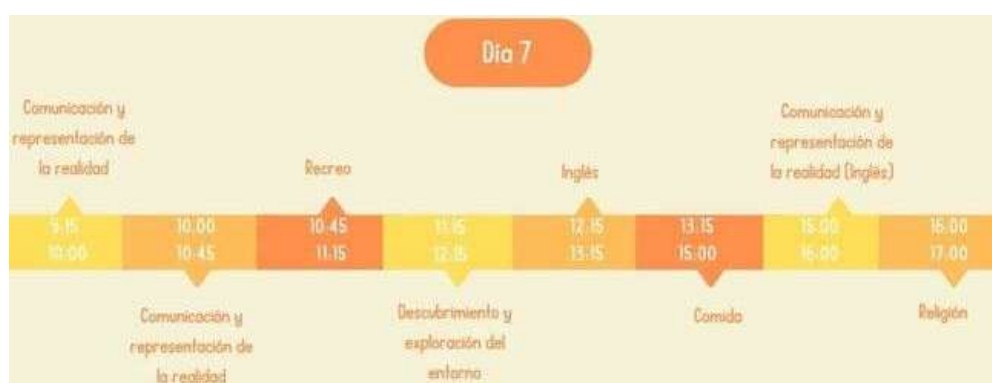 Día 7
Comunicación y
representación de
la realidad
Recreo
Inglés
Comunicación y
representación de
la realidad (Inglés)
9.15
10:00
10.00
10:45
10:45
11:15
11:15
12:15
12:15
13:15
13:15
15:00
15:00
16:00
16:00
17:00
Comunicación y
representación de
la realidad
Descubrimiento y
exploración del
entorno
Comida
Religión